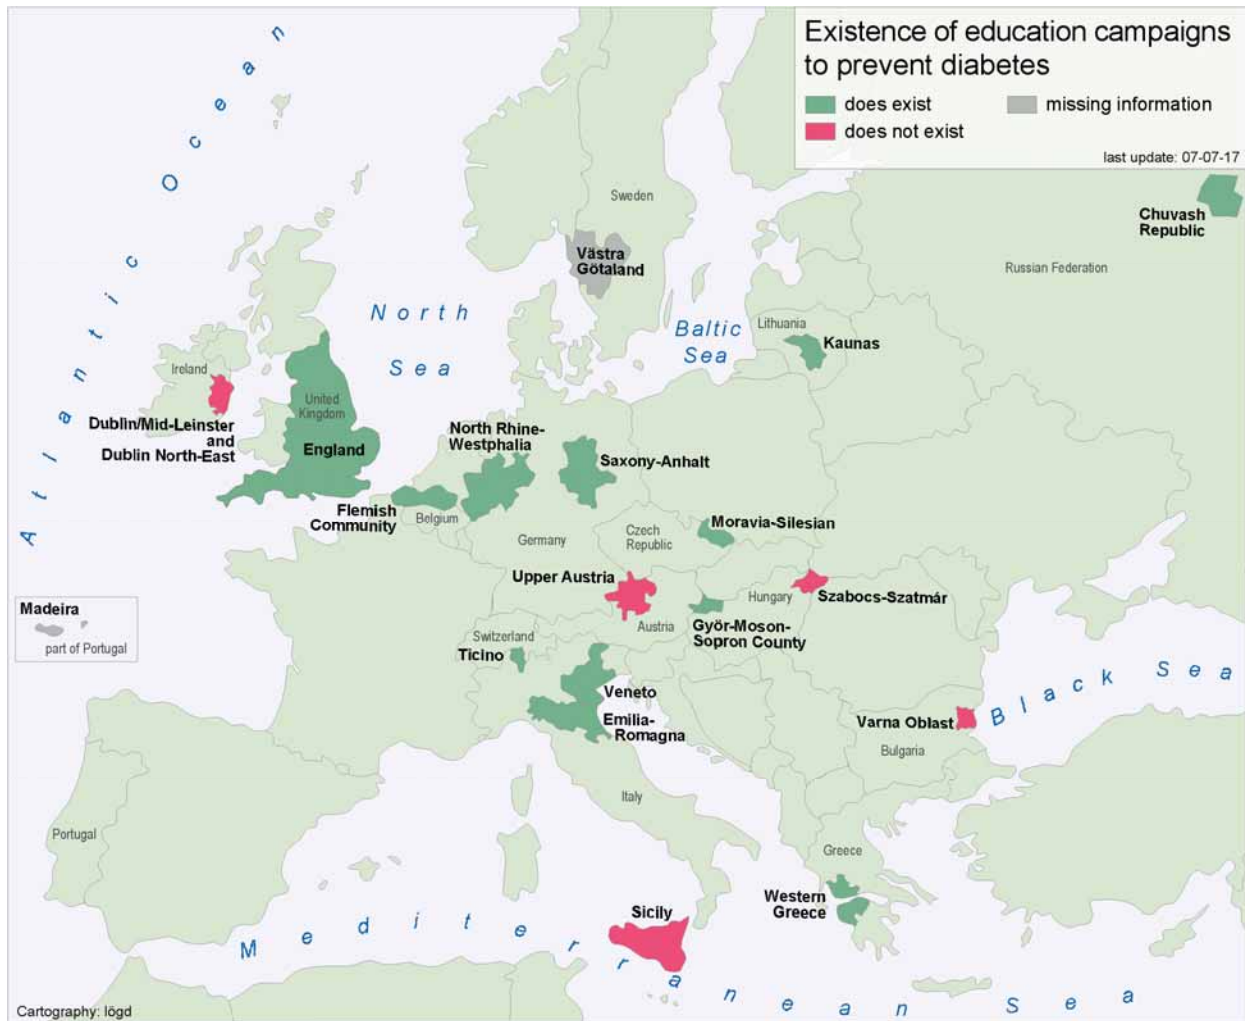 Existence of education campaigns
to prevent diabetes
does exist
missing information
does not exist
last update: 07-07-17
Atlantic Ocean
Chuvash
Republic
Sweden
Västra
Götaland
Russian Federation
North
Sea
Baltic
Sea
Lithuania
Kaunas
Ireland
United
Kingdom
Dublin/Mid-Leinster
and
Dublin North-East
England
North Rhine-
Westphalia
Saxony-Anhalt
Flemish
Community
Belgium
Moravia-Silesian
Czech
Republic
Germany
Upper Austria
Szabocs-Szatmár
Hungary
Madeira
part of Portugal
Austria
Györ-Moson-
Sopron County
Switzerland
Ticino
Veneto
Emilia-
Romagna
Black Sea
Varna Oblast
Bulgaria
Italy
Portugal
Greece
Western
Greece
Sicily
Mediterranean Sea
Cartography: lögd